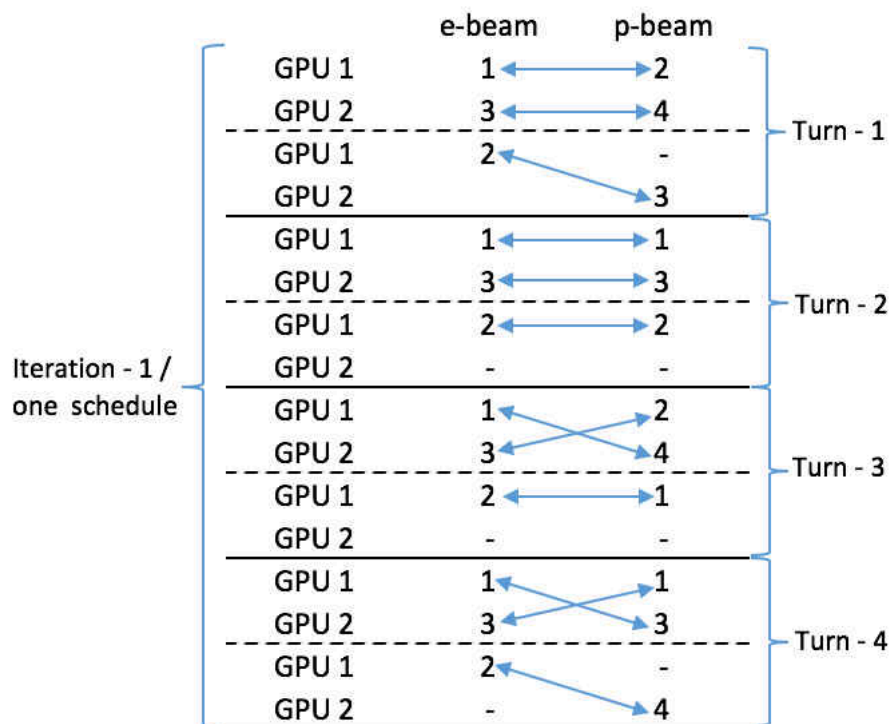 e-beam p-beam
GPU 1 1 2
GPU 2 3 4
Turn - 1
GPU 1 2 -
GPU 2 3
GPU 1 1 1
GPU 2 3 3
Turn - 2
GPU 1 2 2
GPU 2 - -
Iteration - 1 /
one schedule
GPU 1 1 2
GPU 2 3 4
Turn - 3
GPU 1 2 1
GPU 2 - -
GPU 1 1 1
GPU 2 3 3
Turn - 4
GPU 1 2 -
GPU 2 - 4